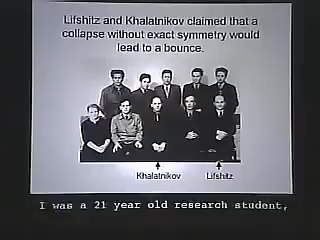 Lifshitz and Khalatnikov claimed that a
collapse without exact symmetry would
lead to a bounce.
Khalatnikov
Lifshitz
I was a 21 year old research student,